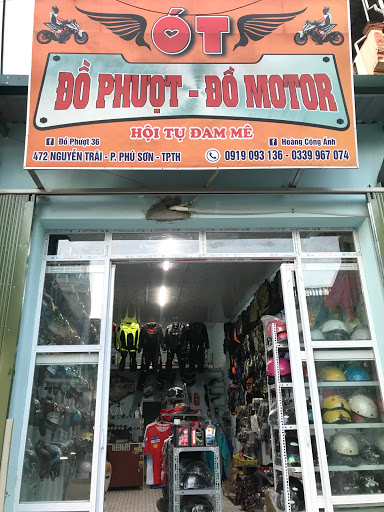 ỚT
ĐỒ PHƯỢT - ĐỒ MOTOR
HỘI TỤ ĐAM MÊ
Đồ Phượt 36
Hoàng Công Anh
472 NGUYỄN TRÃI - P. PHÚ SƠN - TPTH
0919 093 136 - 0339 967 074